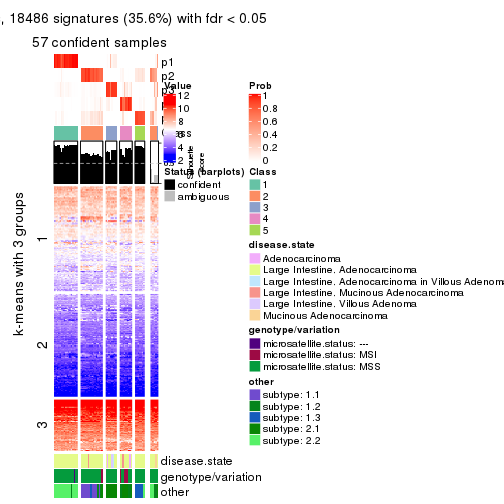 , 18486 signatures (35.6%) with fdr < 0.05
57 confident samples
p1
p2
Value
12
10
8
6
4
2
Prob
1
0.8
0.6
0.4
0.2
0
Silhouette
score
Status (barplots)
confident
ambiguous
Class
1
2
3
4
5
disease.state
Adenocarcinoma
Large Intestine. Adenocarcinoma
Large Intestine. Adenocarcinoma in Villous Adenom
Large Intestine. Mucinous Adenocarcinoma
Large Intestine. Villous Adenoma
Mucinous Adenocarcinoma
genotype/variation
microsatellite.status: ---
microsatellite.status: MSI
microsatellite.status: MSS
other
subtype: 1.1
subtype: 1.2
subtype: 1.3
subtype: 2.1
subtype: 2.2
k-means with 3 groups
1
2
3
disease.state
genotype/variation
other